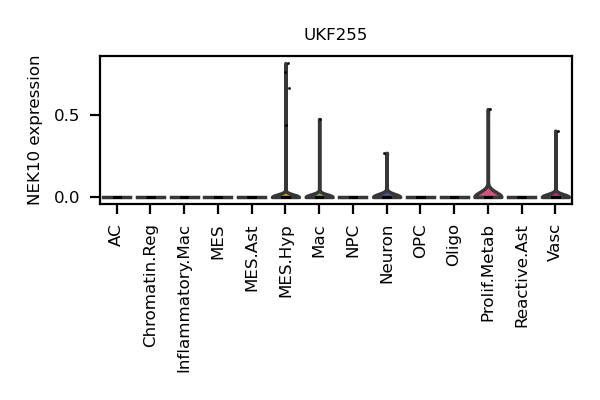 UKF255
NEK10 expression
0.5
0.0
AC
Chromatin.Reg
Inflammatory.Mac
MES
MES.Ast
MES.Hyp
Mac
NPC
Neuron
OPC
Oligo
Prolif.Metab
Reactive.Ast
Vasc